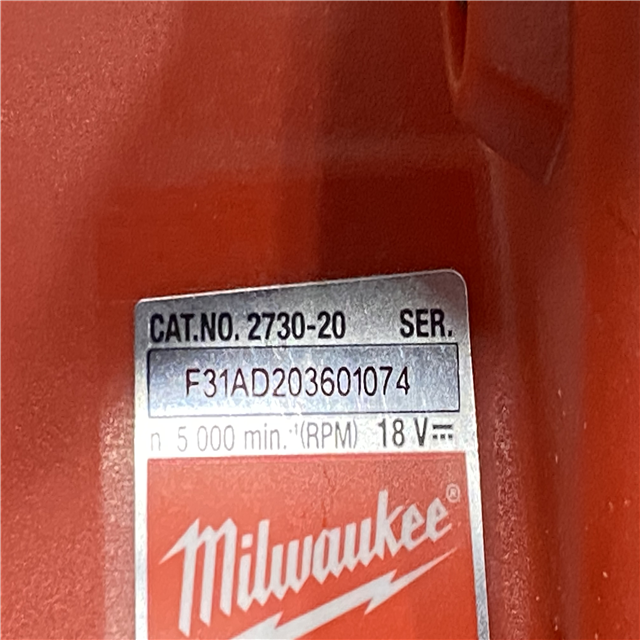 CAT.NO. 2730-20 SER.
F31AD203601074
n 5 000 min.⁻¹(RPM) 18 V⎓
Milwaukee®